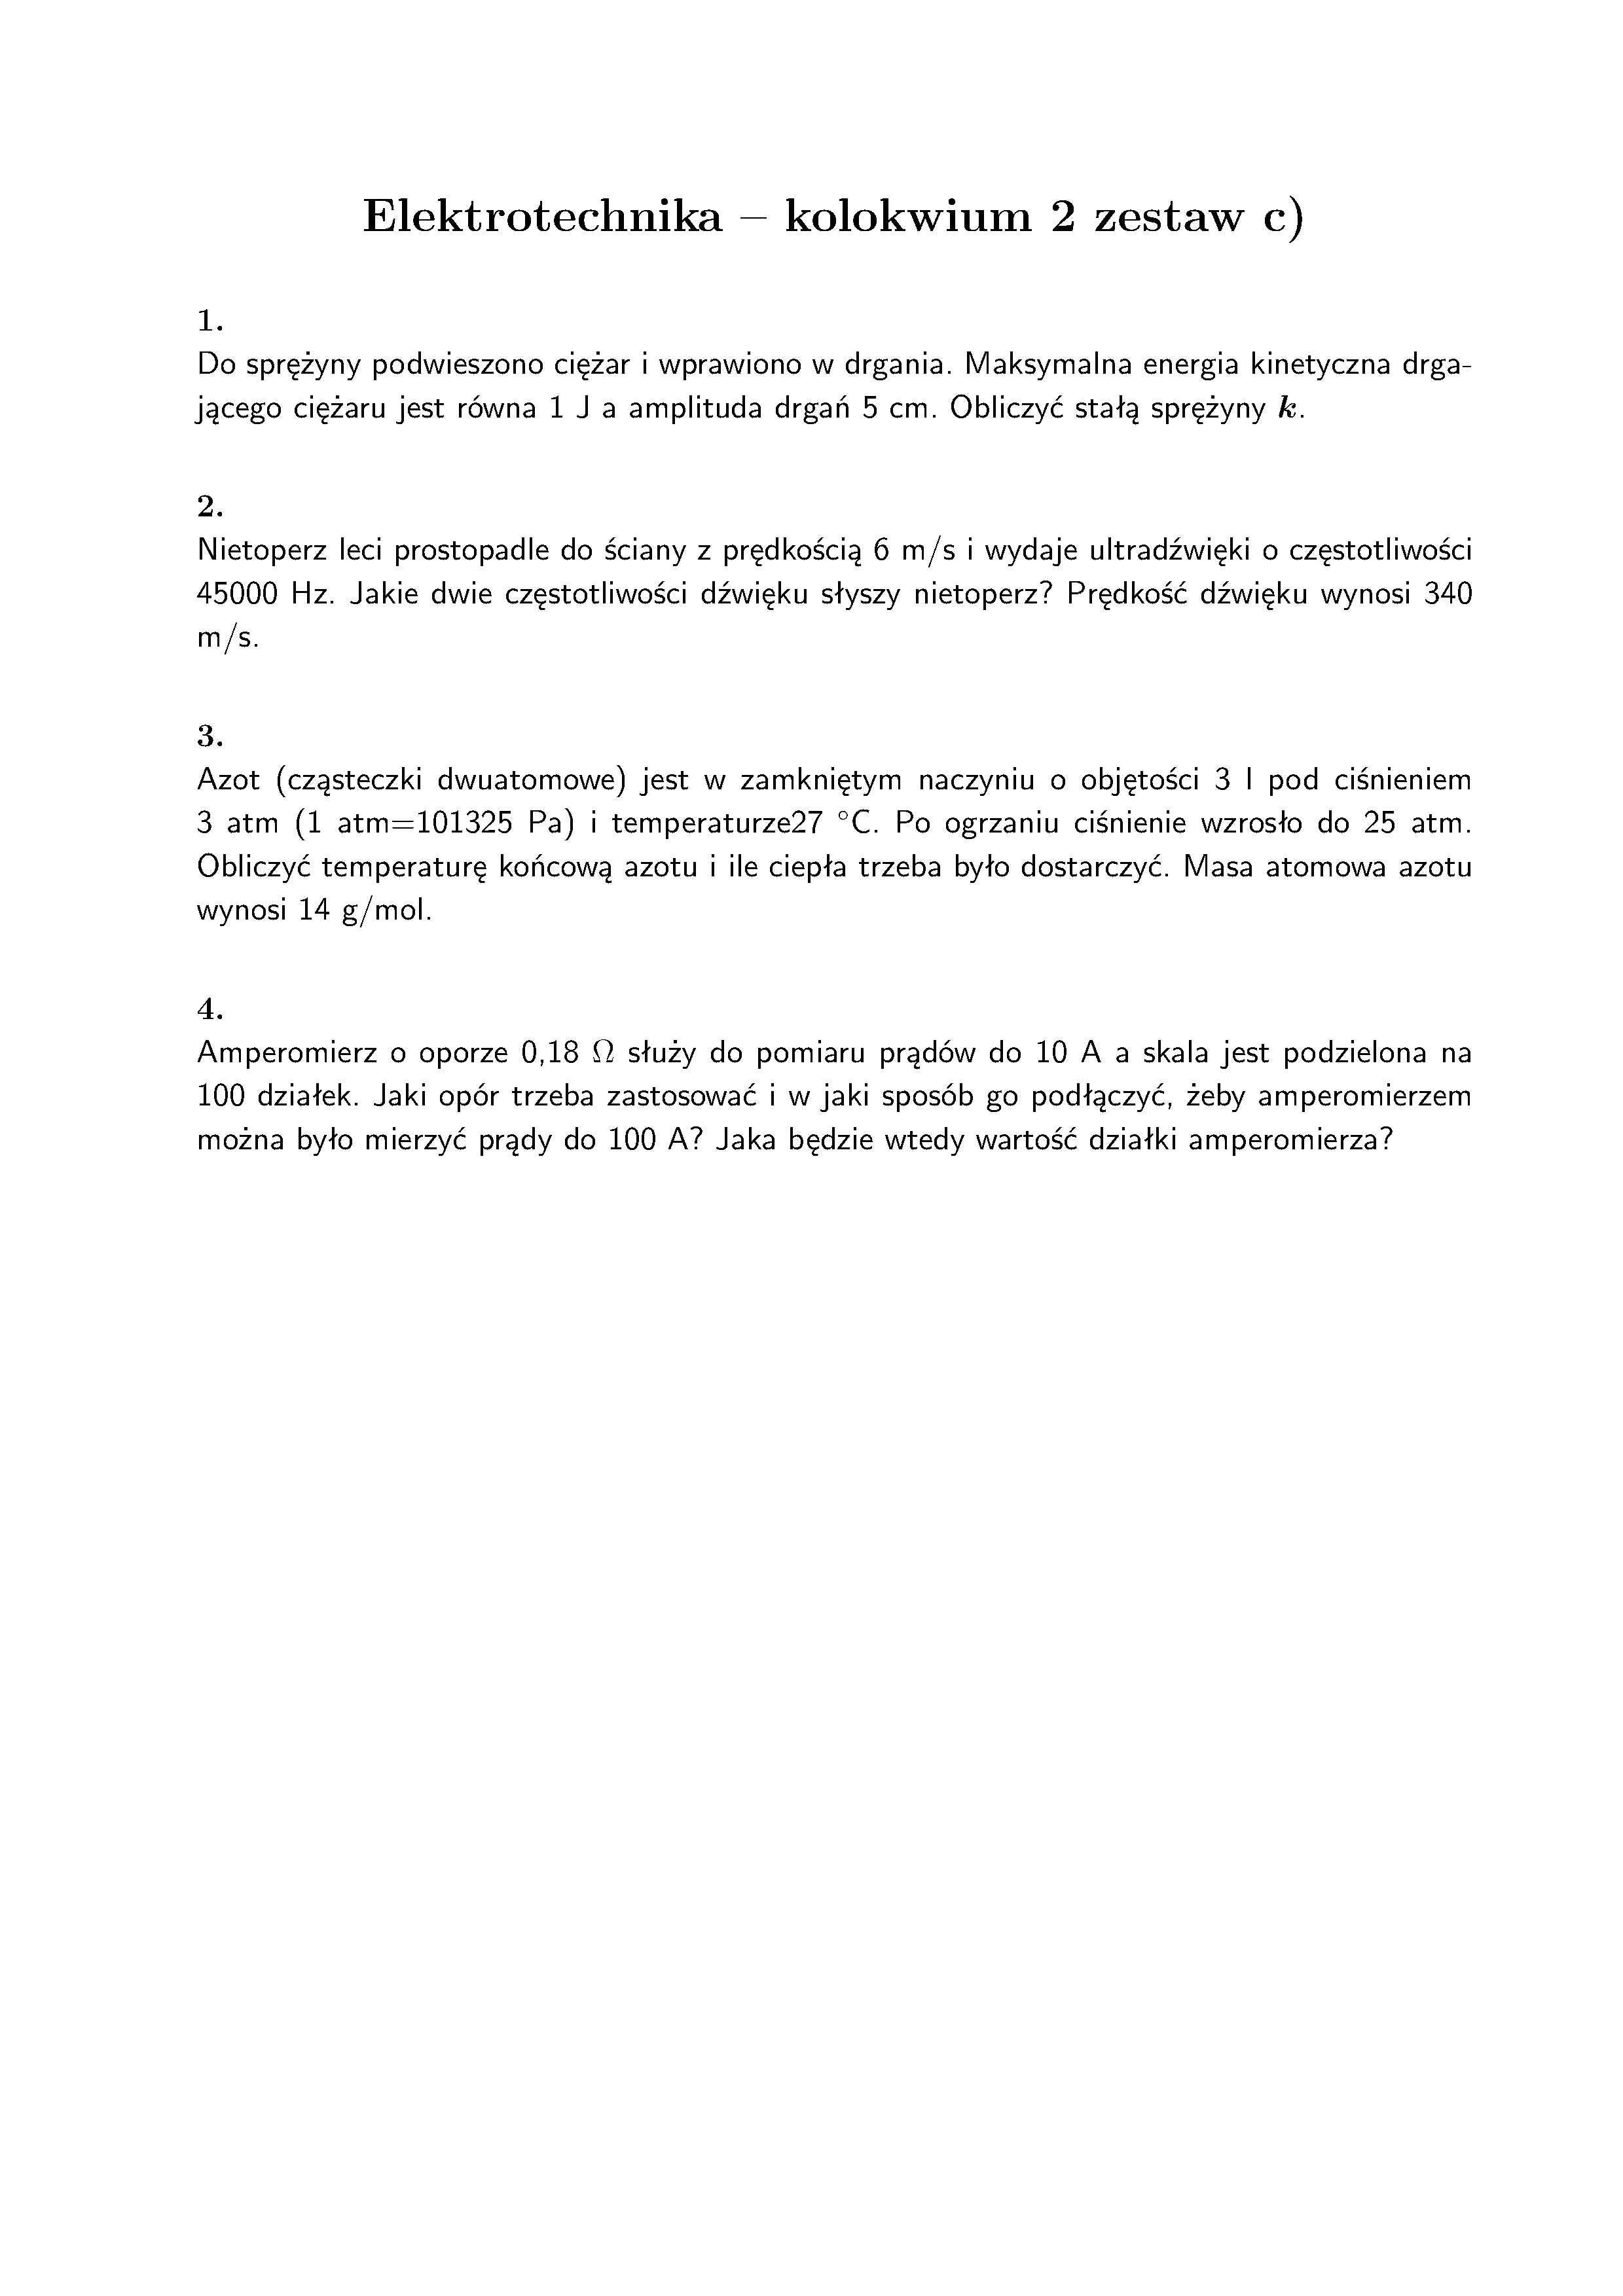 Elektrotechnika – kolokwium 2 zestaw c)
1.
Do sprężyny podwieszono ciężar i wprawiono w drgania. Maksymalna energia kinetyczna drga-
jącego ciężaru jest równa 1 J a amplituda drgań 5 cm. Obliczyć stałą sprężyny k.
2.
Nietoperz leci prostopadle do ściany z prędkością 6 m/s i wydaje ultradźwięki o częstotliwości
45000 Hz. Jakie dwie częstotliwości dźwięku słyszy nietoperz? Prędkość dźwięku wynosi 340
m/s.
3.
Azot (cząsteczki dwuatomowe) jest w zamkniętym naczyniu o objętości 3 l pod ciśnieniem
3 atm (1 atm=101325 Pa) i temperaturze27 °C. Po ogrzaniu ciśnienie wzrosło do 25 atm.
Obliczyć temperaturę końcową azotu i ile ciepła trzeba było dostarczyć. Masa atomowa azotu
wynosi 14 g/mol.
4.
Amperomierz o oporze 0,18 Ω służy do pomiaru prądów do 10 A a skala jest podzielona na
100 działek. Jaki opór trzeba zastosować i w jaki sposób go podłączyć, żeby amperomierzem
można było mierzyć prądy do 100 A? Jaka będzie wtedy wartość działki amperomierza?